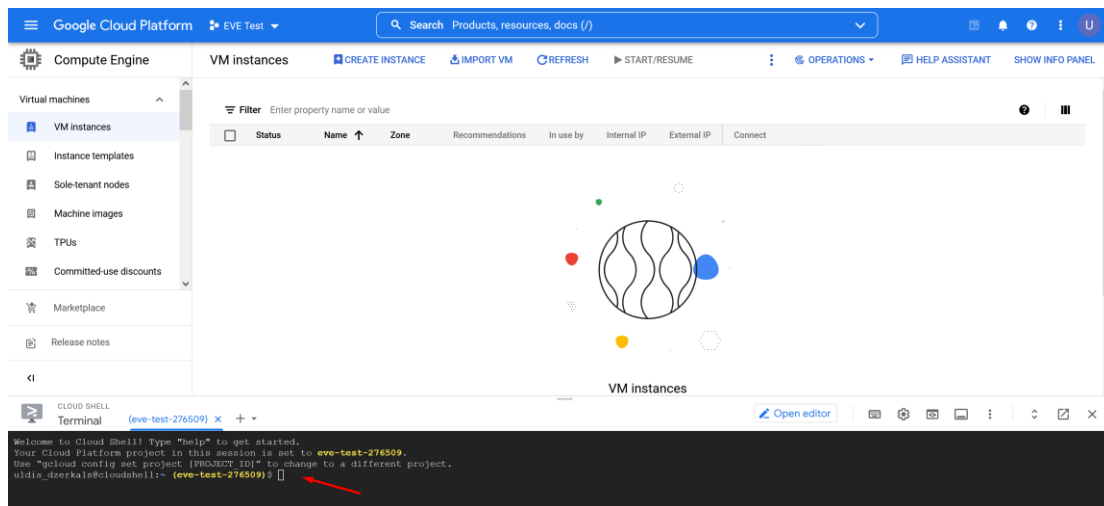 Google Cloud Platform
EVE Test
Search Products, resources, docs (/)
U
Compute Engine
VM instances
CREATE INSTANCE
IMPORT VM
REFRESH
START/RESUME
OPERATIONS
HELP ASSISTANT
SHOW INFO PANEL
Virtual machines
VM instances
Instance templates
Sole-tenant nodes
Machine images
TPUs
Committed-use discounts
Marketplace
Release notes
Filter Enter property name or value
Status Name Zone Recommendations In use by Internal IP External IP Connect
VM instances
CLOUD SHELL
Terminal
(eve-test-276509)
Open editor
Welcome to Cloud Shell! Type "help" to get started.
Your Cloud Platform project in this session is set to eve-test-276509.
Use "gcloud config set project [PROJECT_ID]" to change to a different project.
uldis_dzerkals@cloudshell:~ (eve-test-276509)$